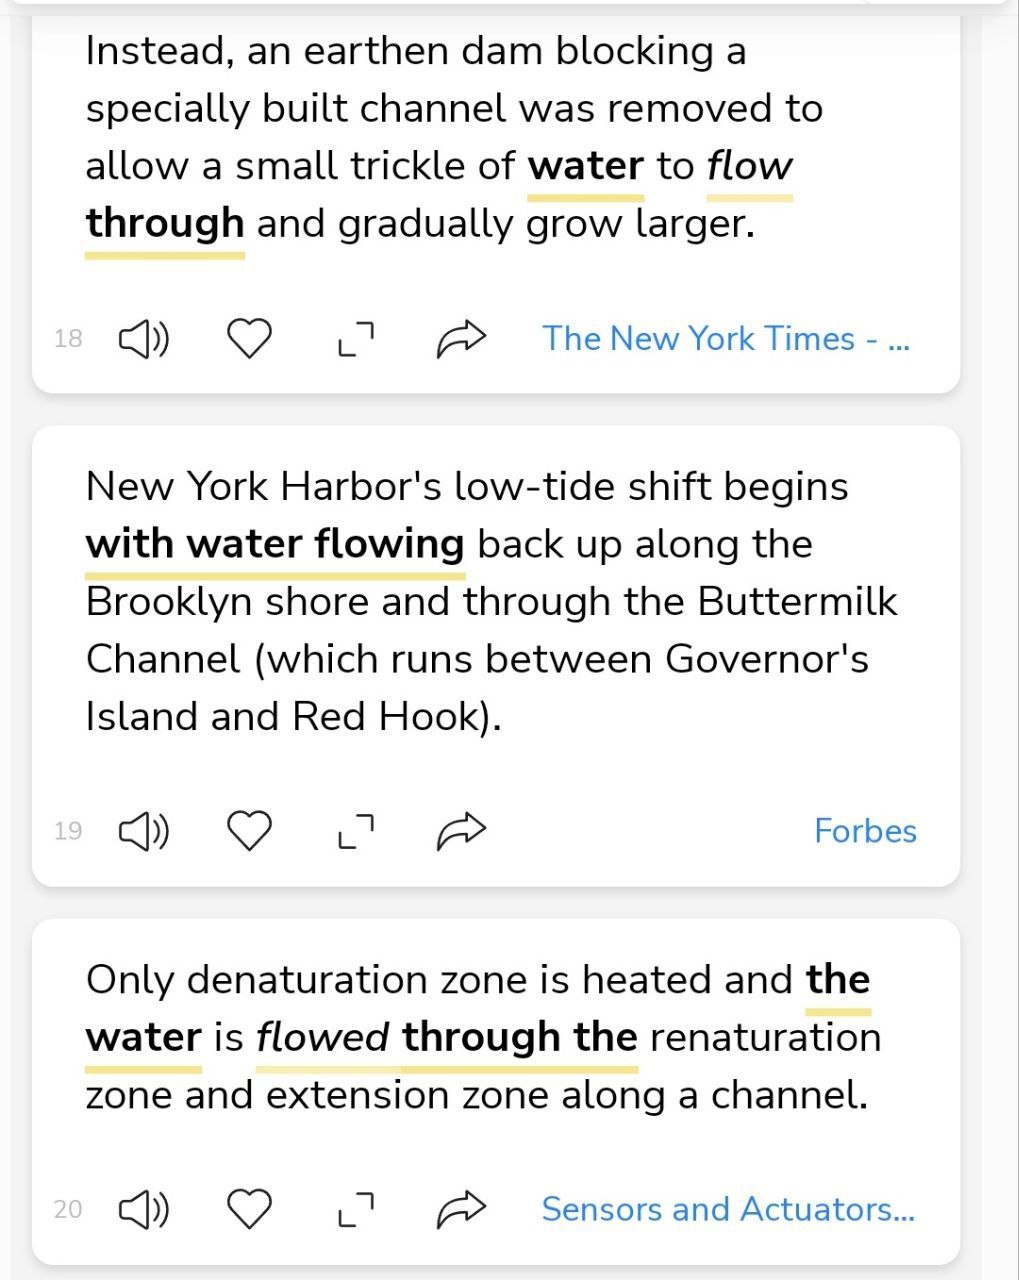 Instead, an earthen dam blocking a
specially built channel was removed to
allow a small trickle of water to flow
through and gradually grow larger.
18
The New York Times - ...
New York Harbor's low-tide shift begins
with water flowing back up along the
Brooklyn shore and through the Buttermilk
Channel (which runs between Governor's
Island and Red Hook).
19
Forbes
Only denaturation zone is heated and the
water is flowed through the renaturation
zone and extension zone along a channel.
20
Sensors and Actuators...